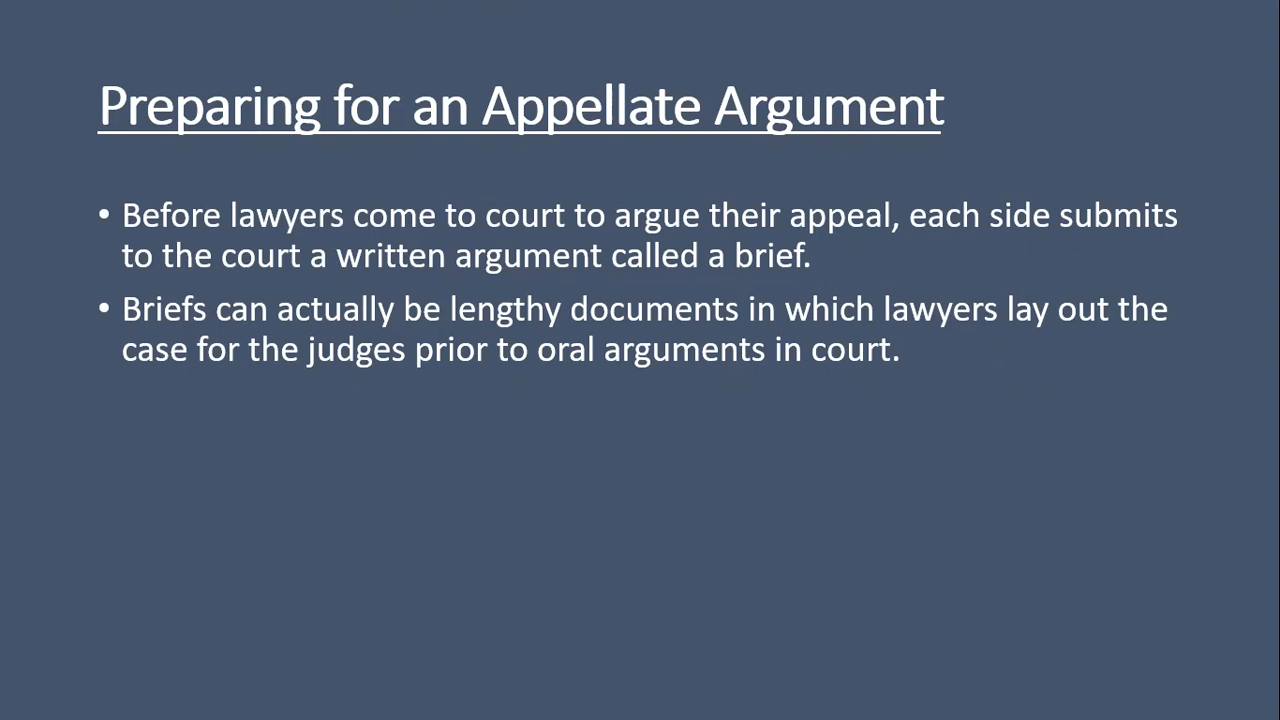 Preparing for an Appellate Argument
• Before lawyers come to court to argue their appeal, each side submits
to the court a written argument called a brief.
• Briefs can actually be lengthy documents in which lawyers lay out the
case for the judges prior to oral arguments in court.